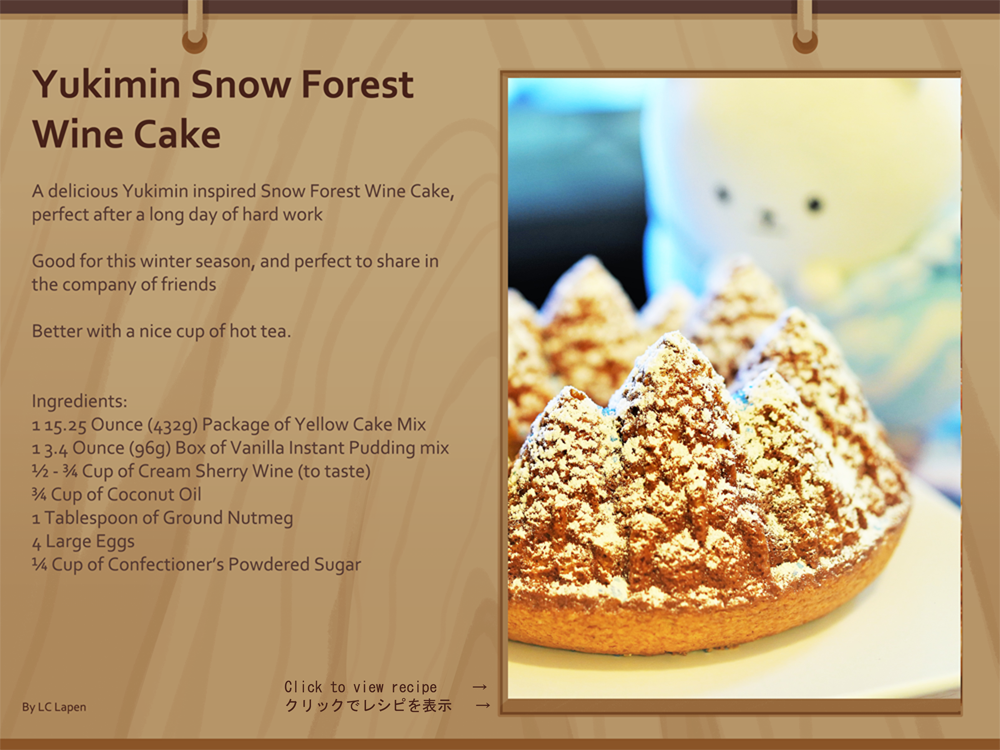 Yukimin Snow Forest
Wine Cake
A delicious Yukimin inspired Snow Forest Wine Cake,
perfect after a long day of hard work
Good for this winter season, and perfect to share in
the company of friends
Better with a nice cup of hot tea.
Ingredients:
1 15.25 Ounce (432g) Package of Yellow Cake Mix
1 3.4 Ounce (96g) Box of Vanilla Instant Pudding mix
½ - ¾ Cup of Cream Sherry Wine (to taste)
¾ Cup of Coconut Oil
1 Tablespoon of Ground Nutmeg
4 Large Eggs
¼ Cup of Confectioner’s Powdered Sugar
Click to view recipe →
クリックでレシピを表示 →
By LC Lapen